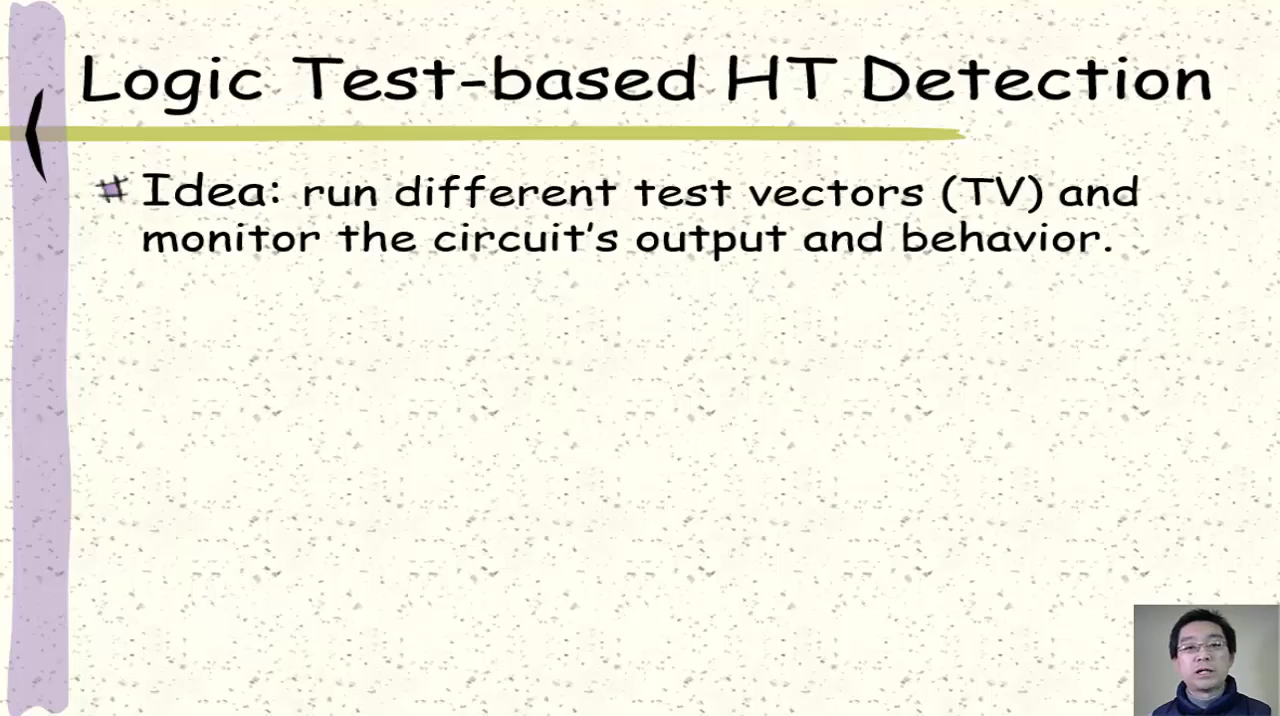 Logic Test-based HT Detection
Idea: run different test vectors (TV) and
monitor the circuit's output and behavior.